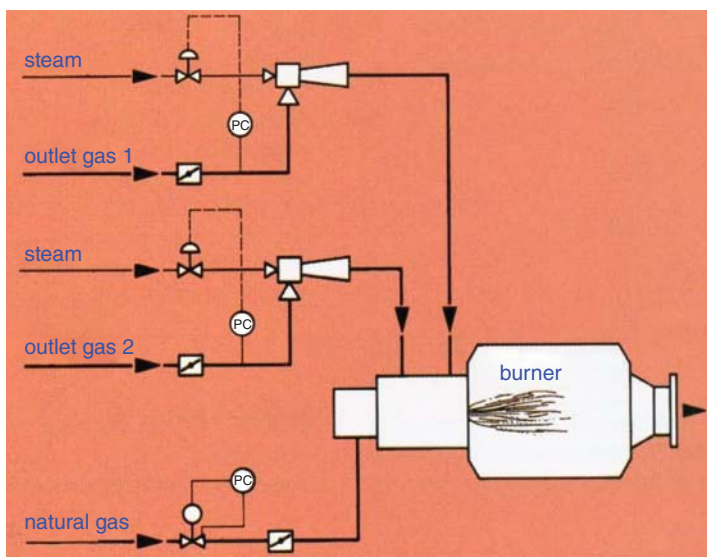 steam
PC
outlet gas 1
steam
PC
outlet gas 2
burner
PC
natural gas